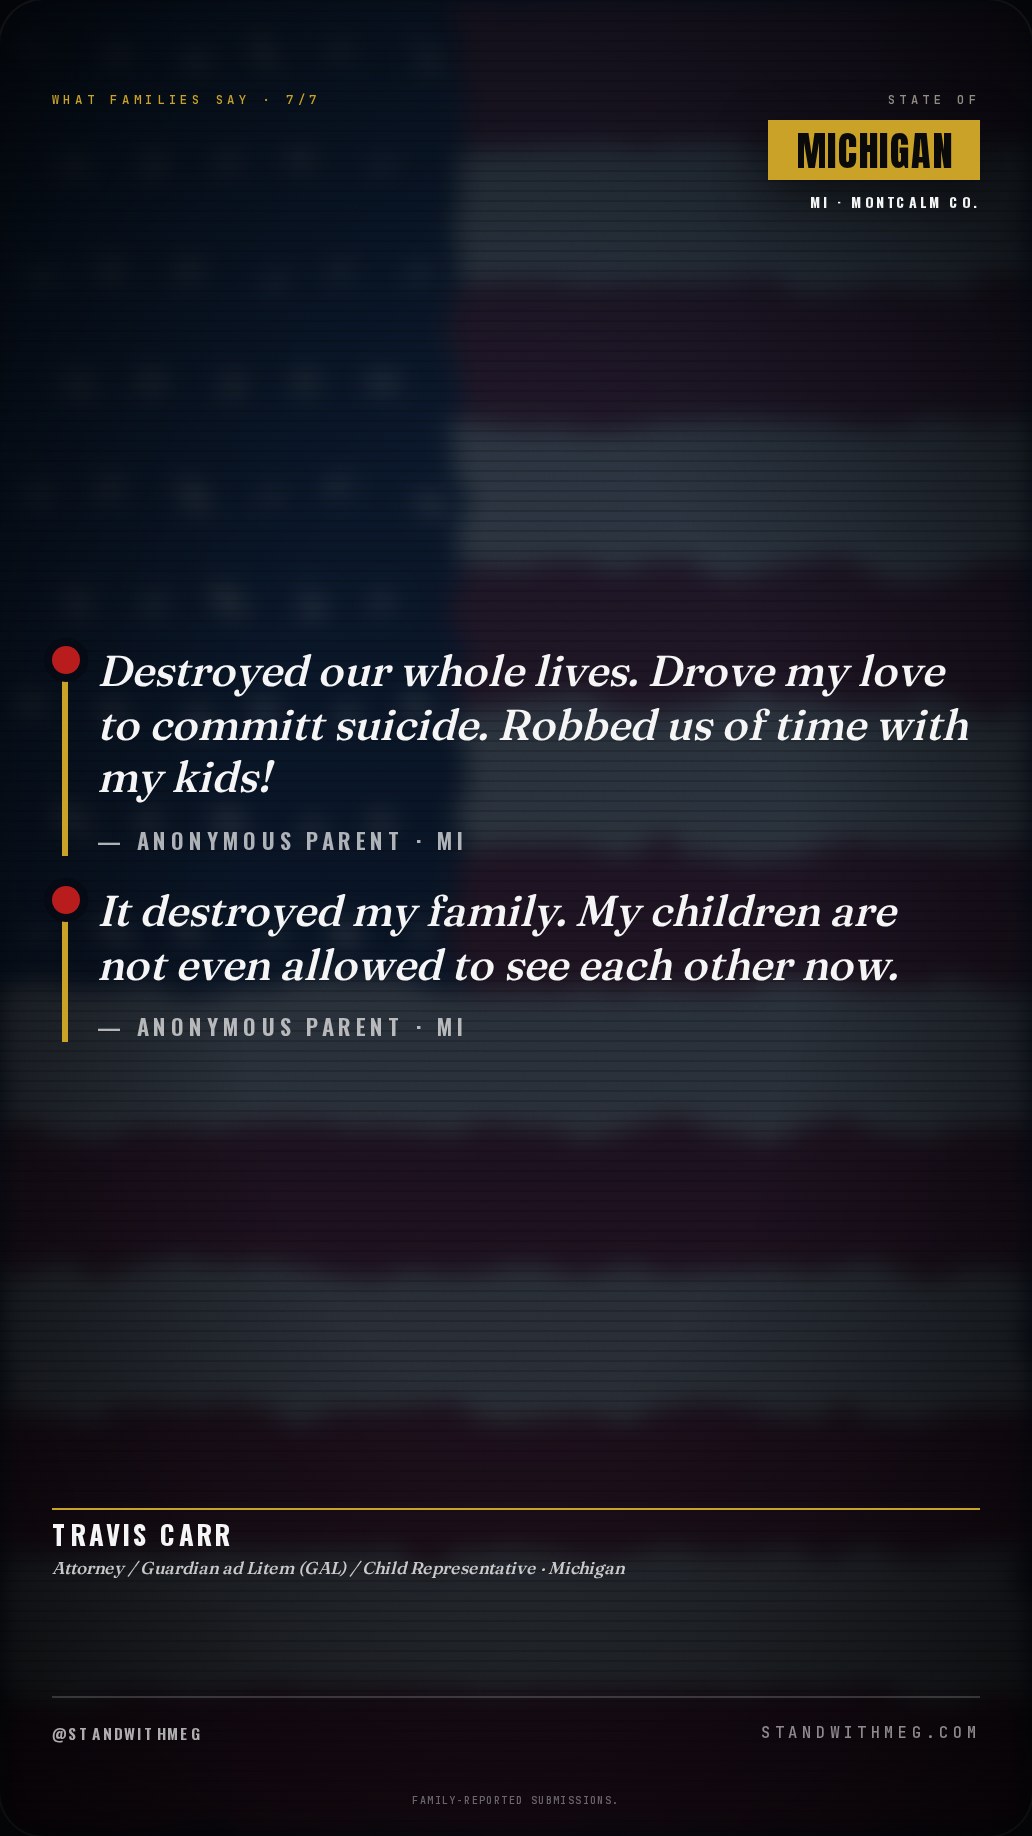 WHAT FAMILIES SAY · 7/7
STATE OF
MICHIGAN
MI · MONTCALM CO.
Destroyed our whole lives. Drove my love
to committ suicide. Robbed us of time with
my kids!
— ANONYMOUS PARENT · MI
It destroyed my family. My children are
not even allowed to see each other now.
— ANONYMOUS PARENT · MI
TRAVIS CARR
Attorney / Guardian ad Litem (GAL) / Child Representative · Michigan
@STANDWITHMEG
STANDWITHMEG.COM
FAMILY-REPORTED SUBMISSIONS.